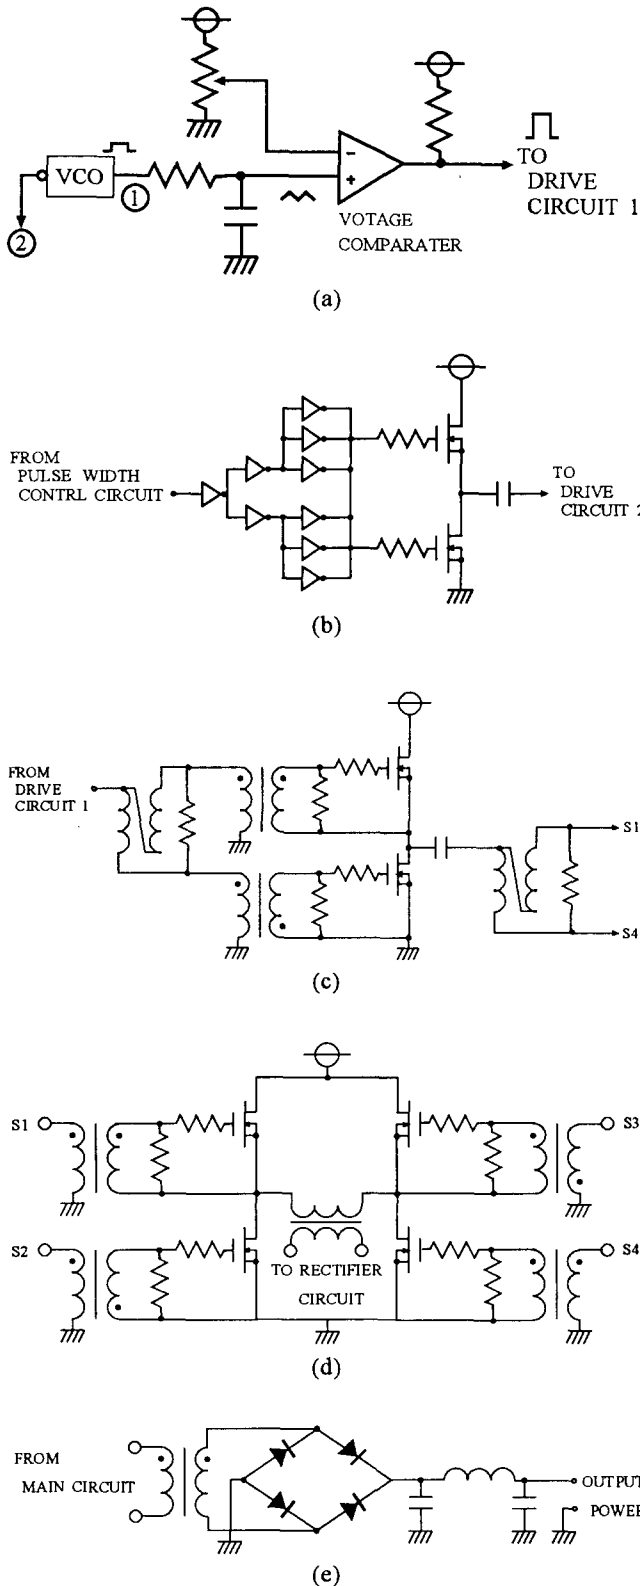 VCO
1
2
VOTAGE
COMPARATER
TO
DRIVE
CIRCUIT 1
(a)
FROM
PULSE WIDTH
CONTRL CIRCUIT
TO
DRIVE
CIRCUIT 2
(b)
FROM
DRIVE
CIRCUIT 1
S1
S4
(c)
S1
S3
S2
S4
TO RECTIFIER
CIRCUIT
(d)
FROM
MAIN CIRCUIT
OUTPUT
POWER
(e)